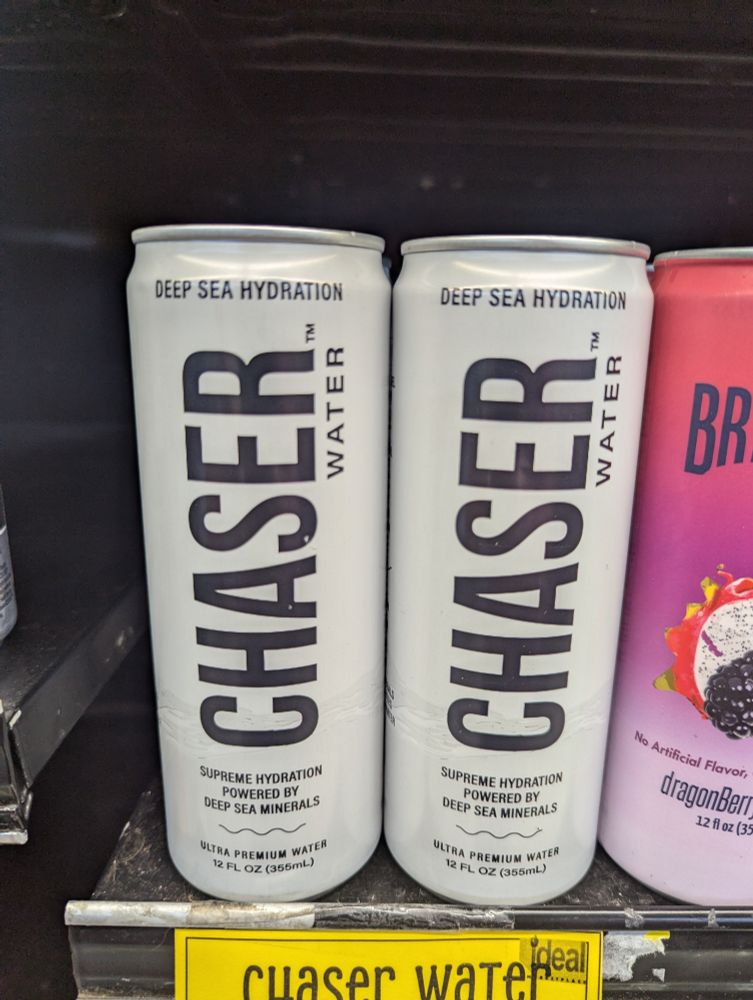 DEEP SEA HYDRATION
CHASER™
WATER
SUPREME HYDRATION
POWERED BY
DEEP SEA MINERALS
ULTRA PREMIUM WATER
12 FL OZ (355mL)
DEEP SEA HYDRATION
CHASER™
WATER
SUPREME HYDRATION
POWERED BY
DEEP SEA MINERALS
ULTRA PREMIUM WATER
12 FL OZ (355mL)
No Artificial Flavor,
12 fl oz
ideal
cHaser waTer